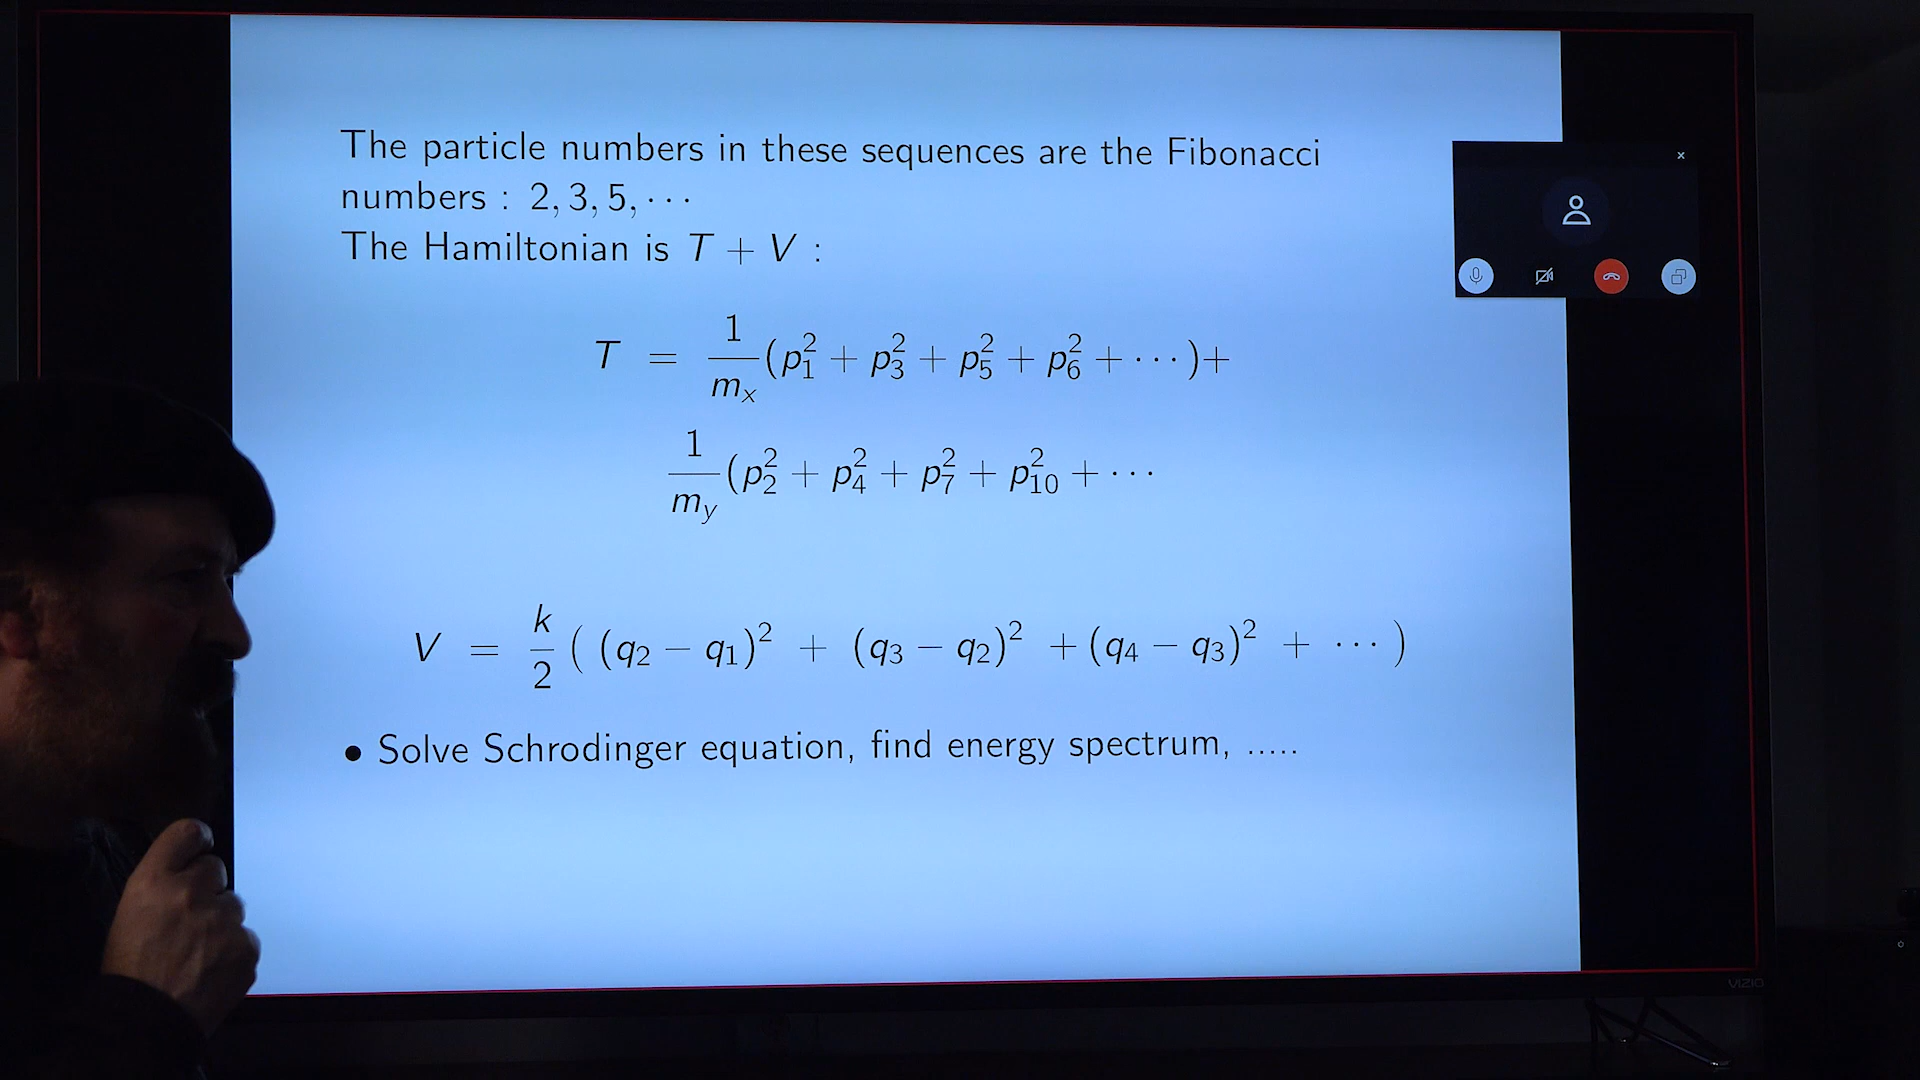 The particle numbers in these sequences are the Fibonacci
numbers : 2, 3, 5, · · ·
The Hamiltonian is T + V :
T = 1/m_x (p_1^2 + p_3^2 + p_5^2 + p_6^2 + · · · )+
1/m_y (p_2^2 + p_4^2 + p_7^2 + p_10^2 + · · ·
V = k/2 ( (q_2 − q_1)^2 + (q_3 − q_2)^2 + (q_4 − q_3)^2 + · · · )
• Solve Schrodinger equation, find energy spectrum, .....
x
VIZIO